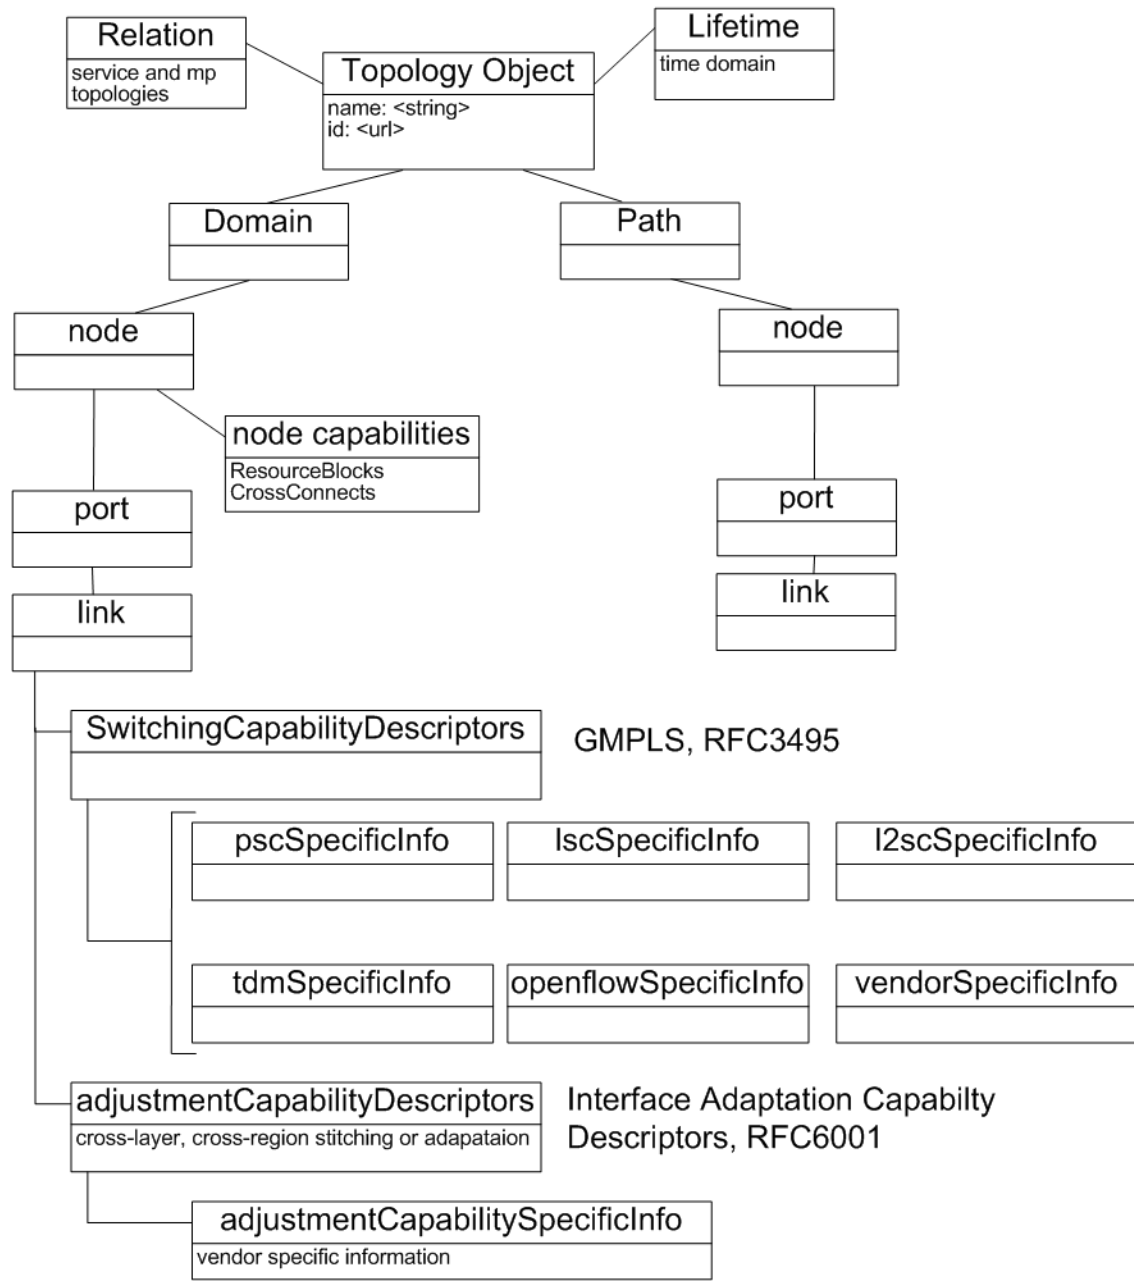 Relation
service and mp
topologies
Lifetime
time domain
Topology Object
name: <string>
id: <url>
Domain
Path
node
node
node capabilities
ResourceBlocks
CrossConnects
port
port
link
link
SwitchingCapabilityDescriptors
GMPLS, RFC3495
pscSpecificInfo
lscSpecificInfo
l2scSpecificInfo
tdmSpecificInfo
openflowSpecificInfo
vendorSpecificInfo
adjustmentCapabilityDescriptors
cross-layer, cross-region stitching or adapataion
Interface Adaptation Capabilty
Descriptors, RFC6001
adjustmentCapabilitySpecificInfo
vendor specific information